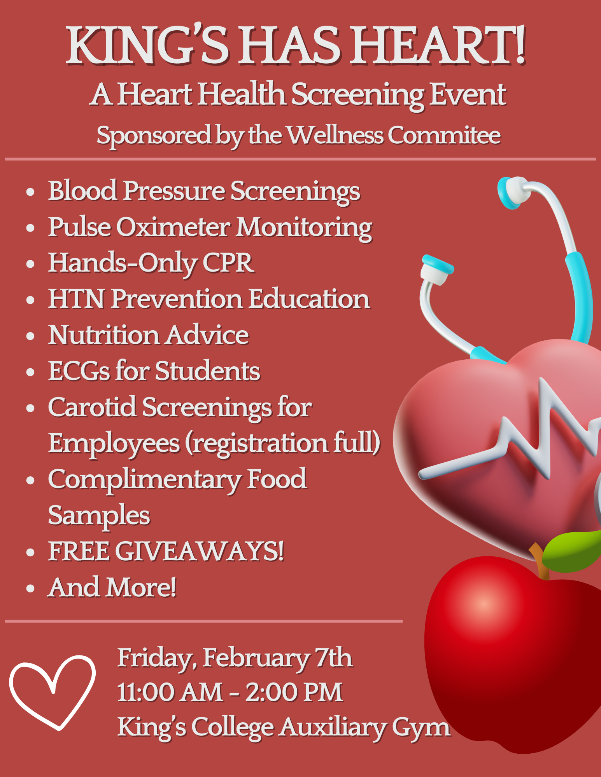 KING'S HAS HEART!
A Heart Health Screening Event
Sponsored by the Wellness Commitee
• Blood Pressure Screenings
• Pulse Oximeter Monitoring
• Hands-Only CPR
• HTN Prevention Education
• Nutrition Advice
• ECGs for Students
• Carotid Screenings for
Employees (registration full)
• Complimentary Food
Samples
• FREE GIVEAWAYS!
• And More!
Friday, February 7th
11:00 AM - 2:00 PM
King's College Auxiliary Gym